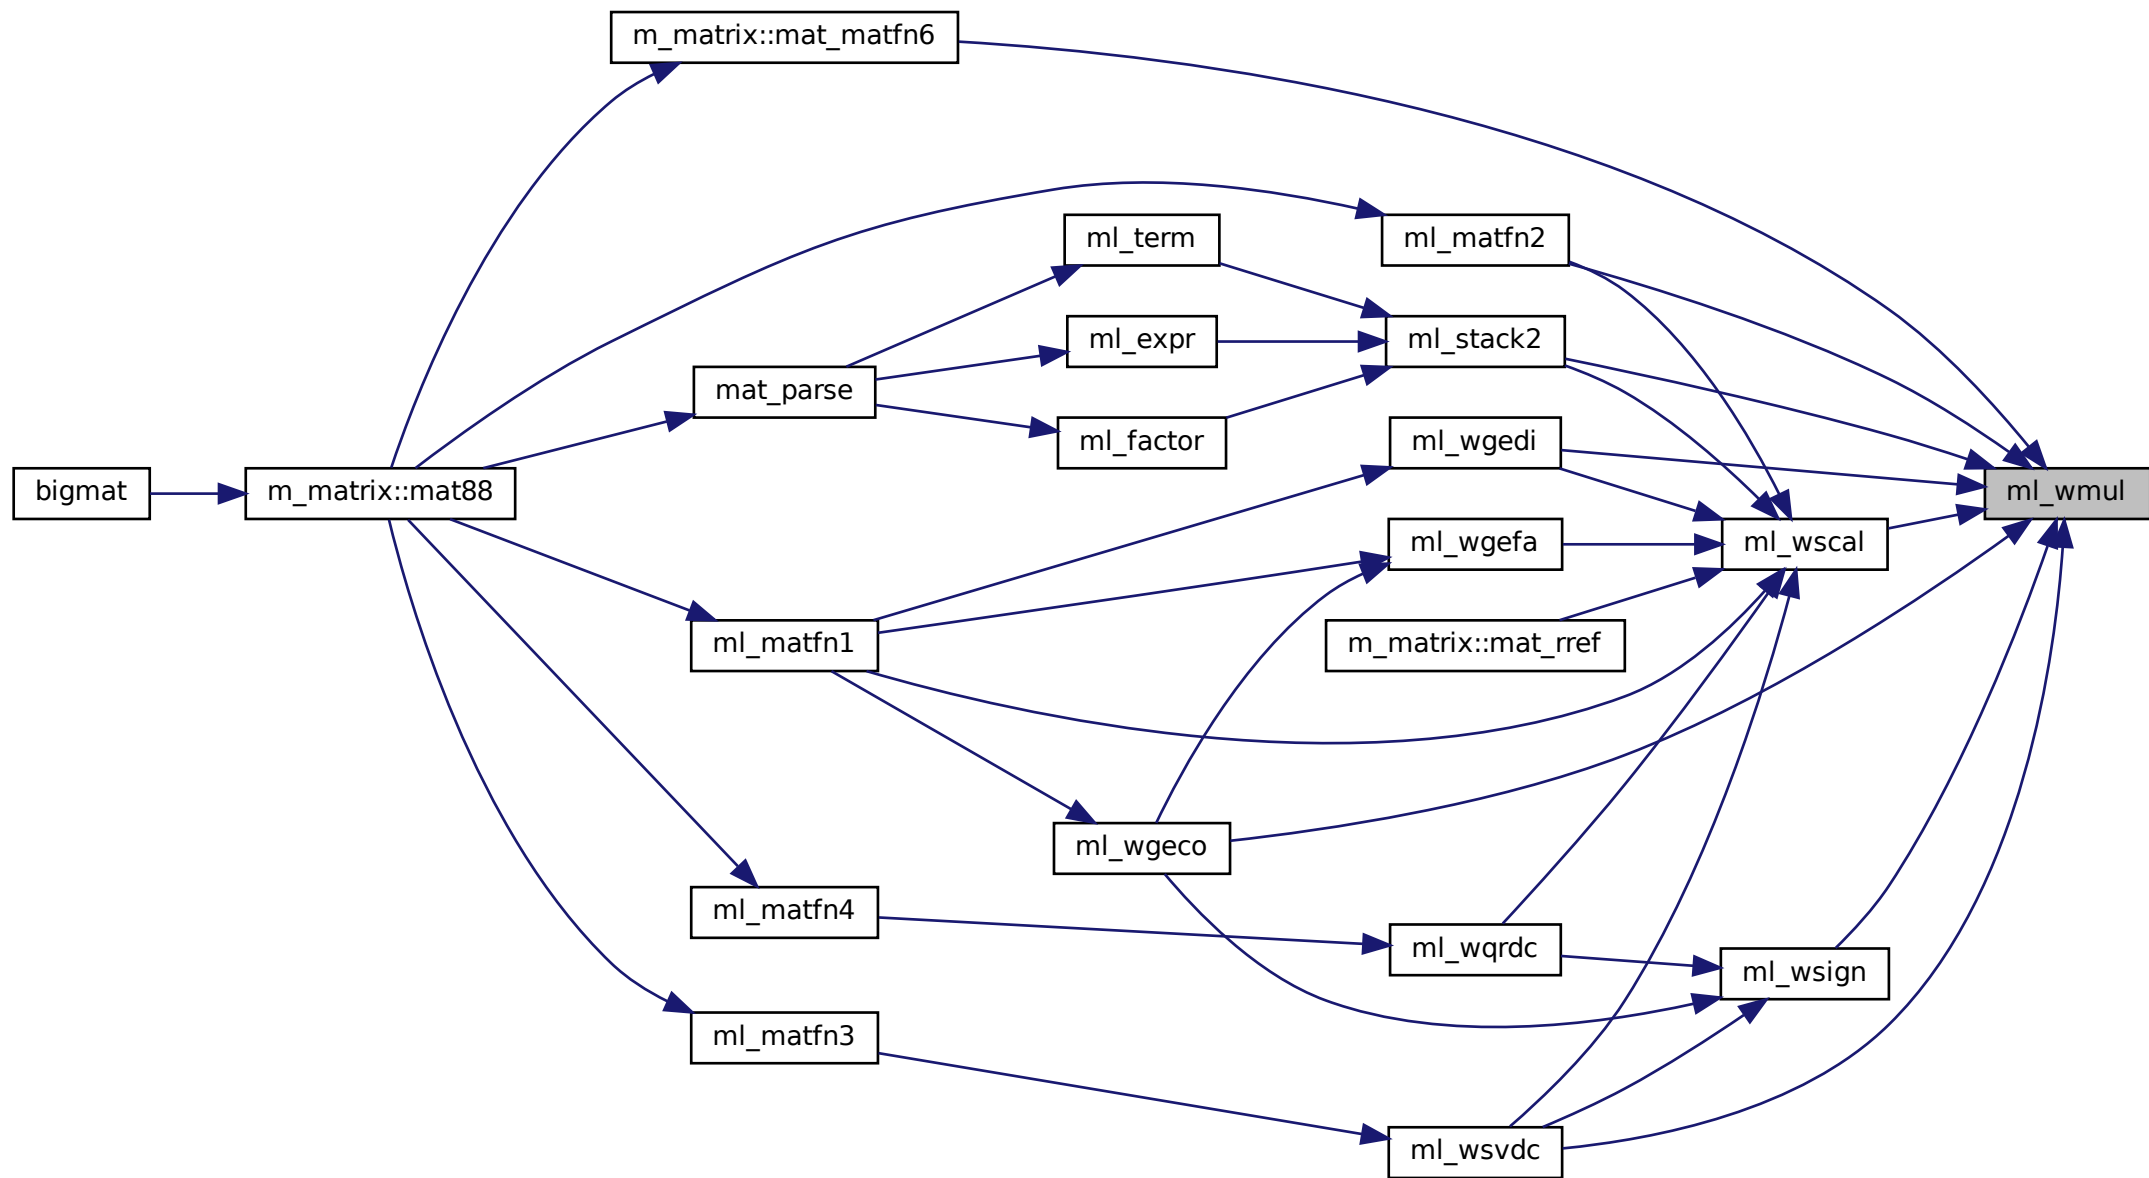 m_matrix::mat_matfn6
ml_term
ml_matfn2
ml_expr
ml_stack2
mat_parse
ml_factor
ml_wgedi
bigmat
m_matrix::mat88
ml_wmul
ml_wgefa
ml_wscal
ml_matfn1
m_matrix::mat_rref
ml_wgeco
ml_matfn4
ml_wqrdc
ml_wsign
ml_matfn3
ml_wsvdc